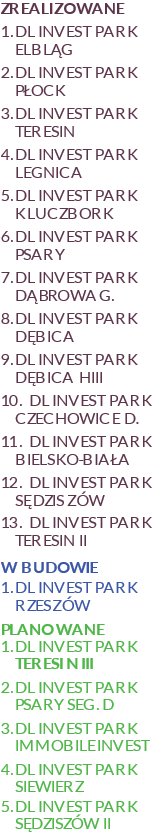 ZREALIZOWANE
1. DL INVEST PARK
ELBLĄG
2. DL INVEST PARK
PŁOCK
3. DL INVEST PARK
TERESIN
4. DL INVEST PARK
LEGNICA
5. DL INVEST PARK
KLUCZBORK
6. DL INVEST PARK
PSARY
7. DL INVEST PARK
DĄBROWA G.
8. DL INVEST PARK
DĘBICA
9. DL INVEST PARK
DĘBICA HIII
10. DL INVEST PARK
CZECHOWICE D.
11. DL INVEST PARK
BIELSKO-BIAŁA
12. DL INVEST PARK
SĘDZISZÓW
13. DL INVEST PARK
TERESIN II
W BUDOWIE
1. DL INVEST PARK
RZESZÓW
PLANOWANE
1. DL INVEST PARK
TERESIN III
2. DL INVEST PARK
PSARY SEG. D
3. DL INVEST PARK
IMMOBILEINVEST
4. DL INVEST PARK
SIEWIERZ
5. DL INVEST PARK
SĘDZISZÓW II